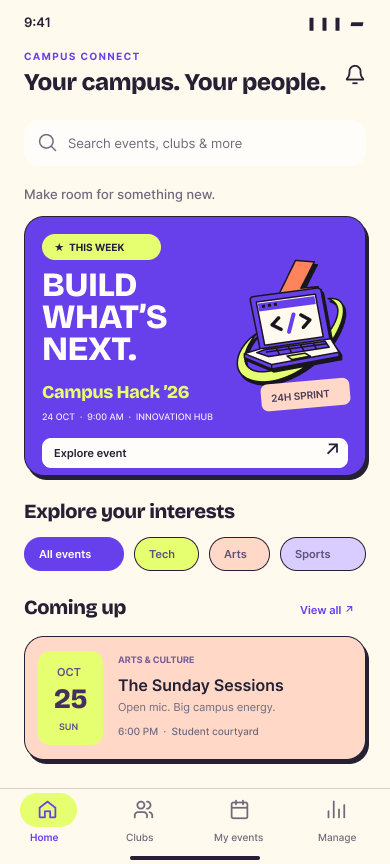 9:41
CAMPUS CONNECT
Your campus. Your people.
Search events, clubs & more
Make room for something new.
★ THIS WEEK
BUILD
WHAT'S
NEXT.
Campus Hack '26
24 OCT · 9:00 AM · INNOVATION HUB
</>
24H SPRINT
Explore event
Explore your interests
All events
Tech
Arts
Sports
Coming up
View all ↗
OCT
25
SUN
ARTS & CULTURE
The Sunday Sessions
Open mic. Big campus energy.
6:00 PM · Student courtyard
Home
Clubs
My events
Manage